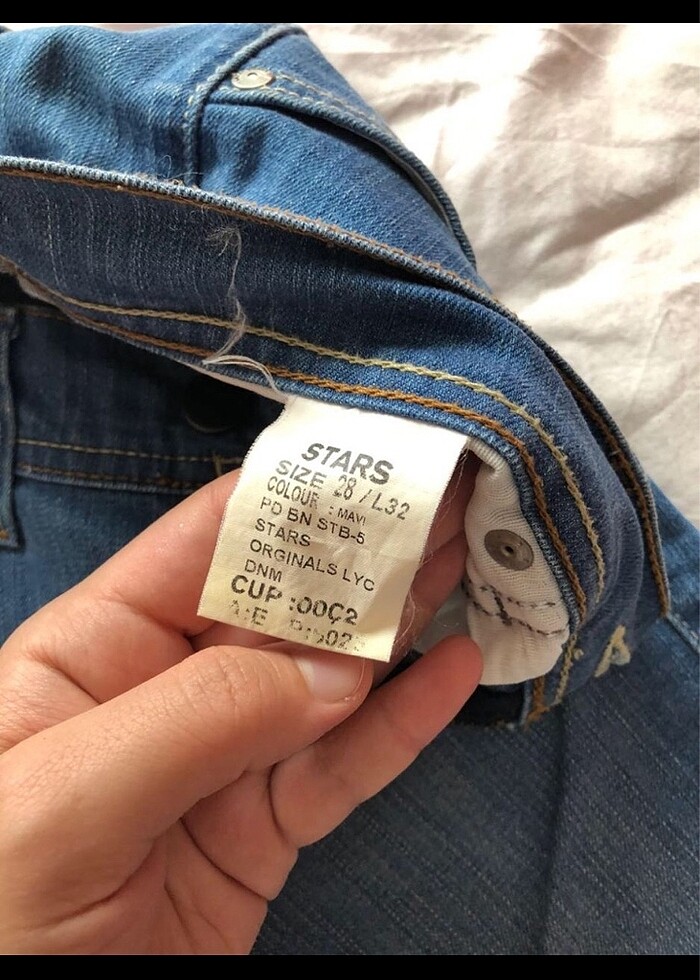 STARS
SIZE 28 / L32
COLOUR : MAVI
PD BN STB-5
STARS
ORGINALS LYC
DNM
CUP :00Ç2